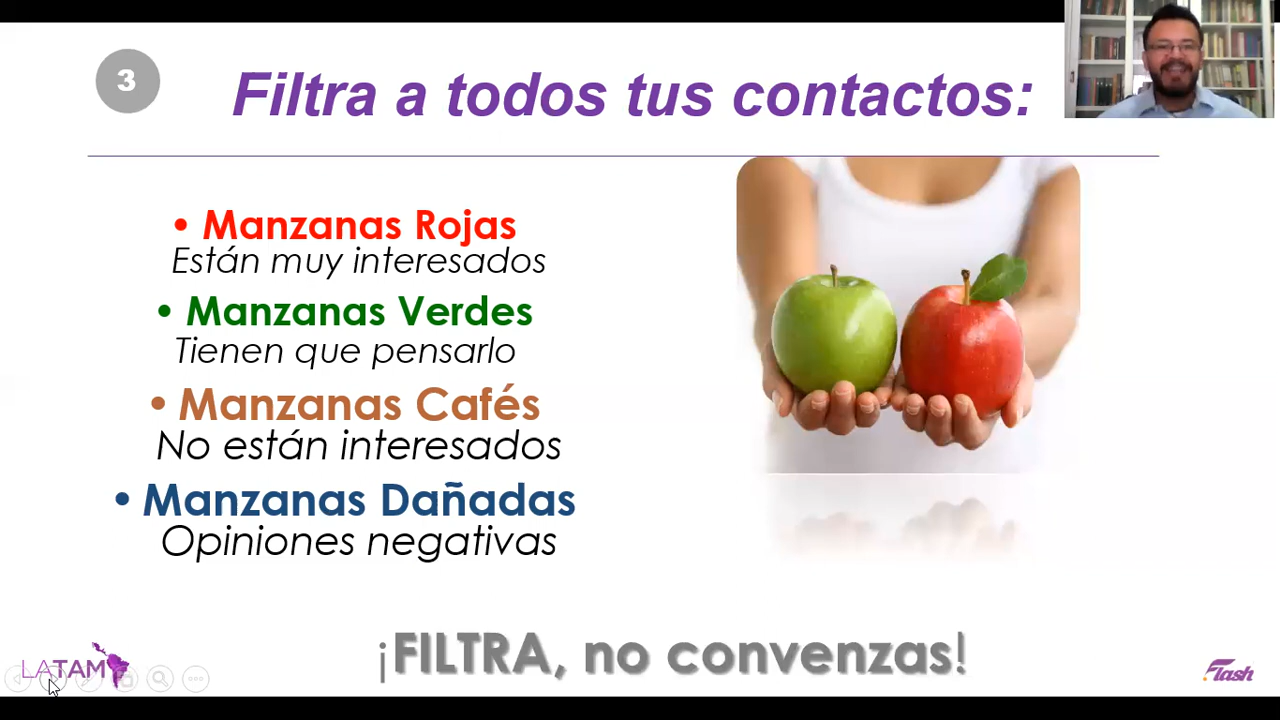 3
Filtra a todos tus contactos:
• Manzanas Rojas
Están muy interesados
• Manzanas Verdes
Tienen que pensarlo
• Manzanas Cafés
No están interesados
• Manzanas Dañadas
Opiniones negativas
¡FILTRA, no convenzas!
LATAM
Flash